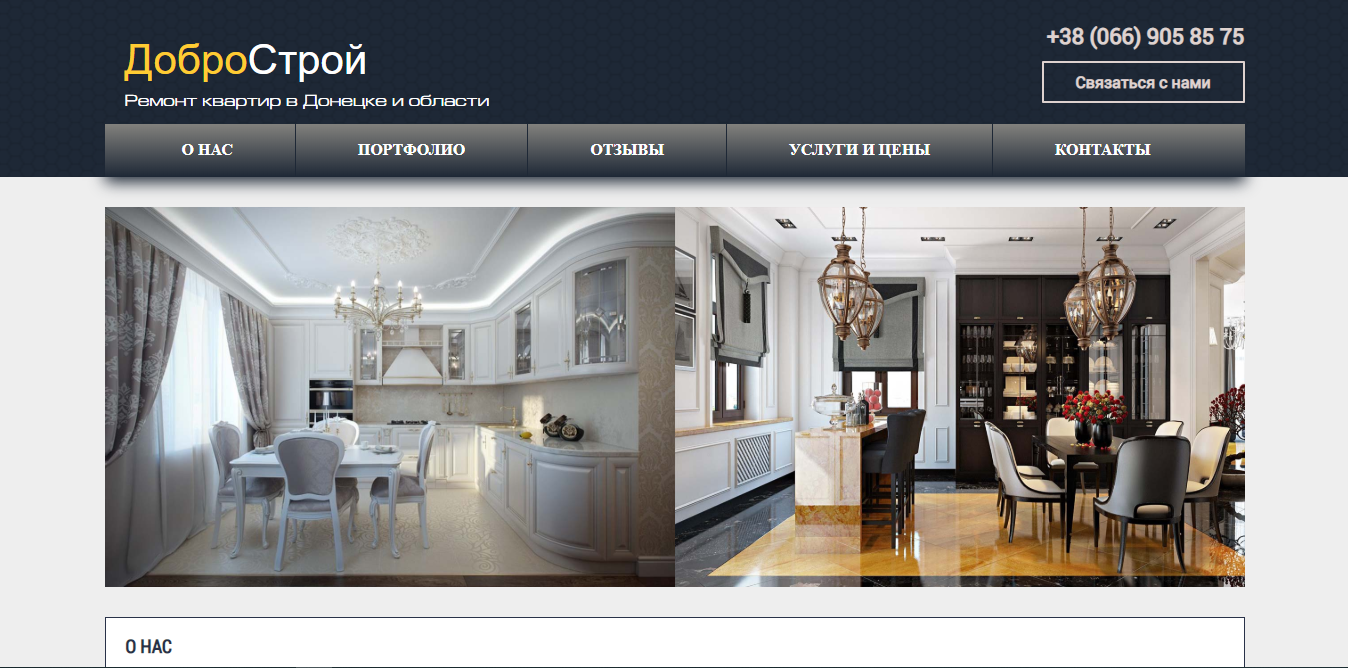 ДоброСтрой
Ремонт квартир в Донецке и области
+38 (066) 905 85 75
Связаться с нами
О НАС
ПОРТФОЛИО
ОТЗЫВЫ
УСЛУГИ И ЦЕНЫ
КОНТАКТЫ
О НАС